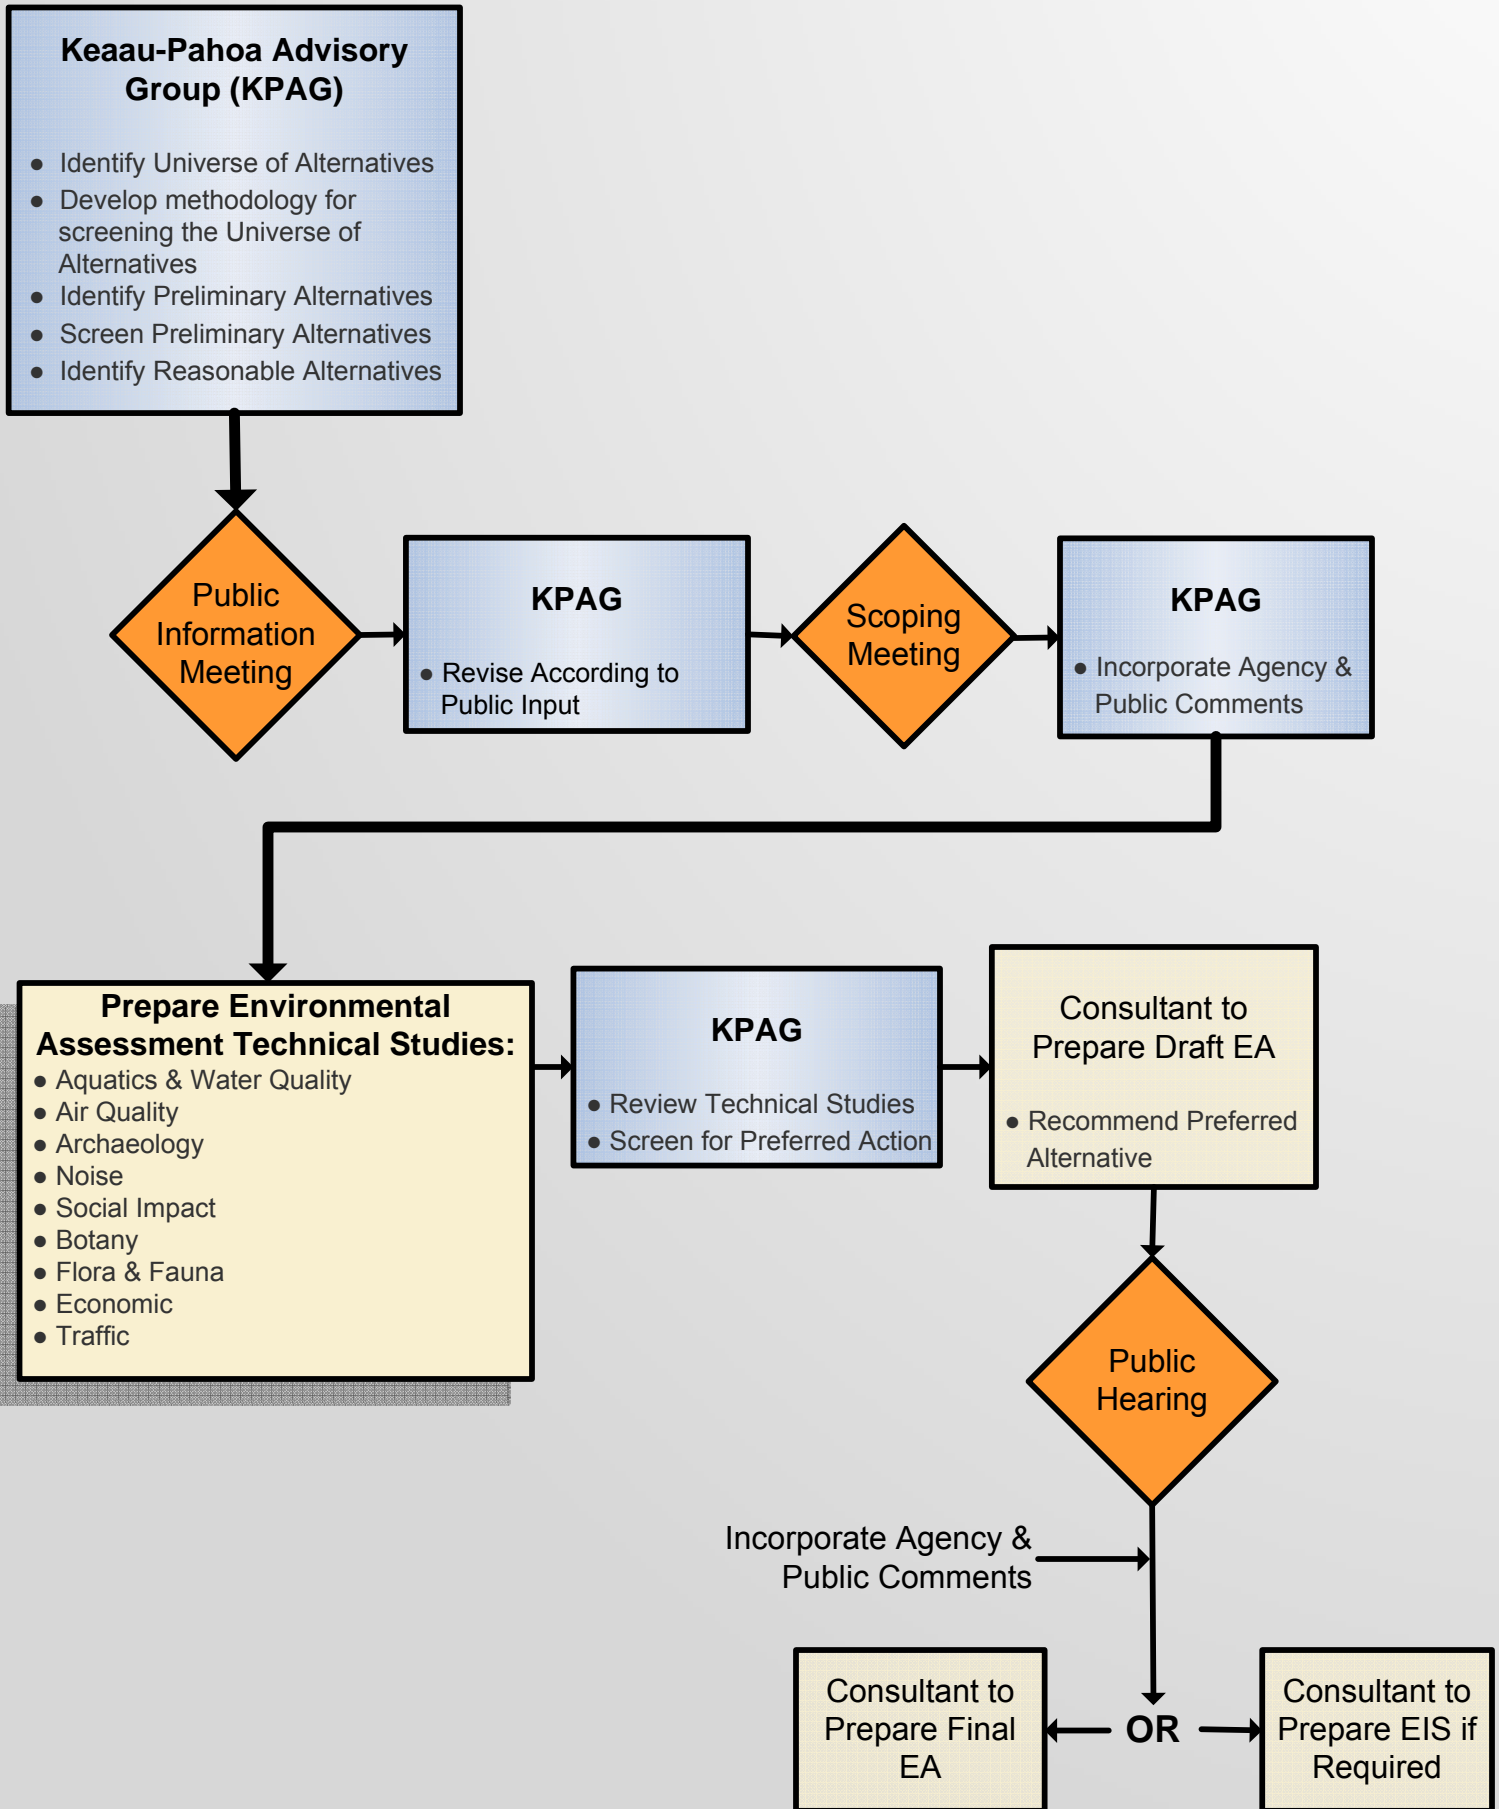 Keaau-Pahoa Advisory
Group (KPAG)
● Identify Universe of Alternatives
● Develop methodology for
screening the Universe of
Alternatives
● Identify Preliminary Alternatives
● Screen Preliminary Alternatives
● Identify Reasonable Alternatives
Public
Information
Meeting
KPAG
● Revise According to
Public Input
Scoping
Meeting
KPAG
● Incorporate Agency &
Public Comments
Prepare Environmental
Assessment Technical Studies:
● Aquatics & Water Quality
● Air Quality
● Archaeology
● Noise
● Social Impact
● Botany
● Flora & Fauna
● Economic
● Traffic
KPAG
● Review Technical Studies
● Screen for Preferred Action
Consultant to
Prepare Draft EA
● Recommend Preferred
Alternative
Public
Hearing
Incorporate Agency &
Public Comments
Consultant to
Prepare Final
EA
OR
Consultant to
Prepare EIS if
Required